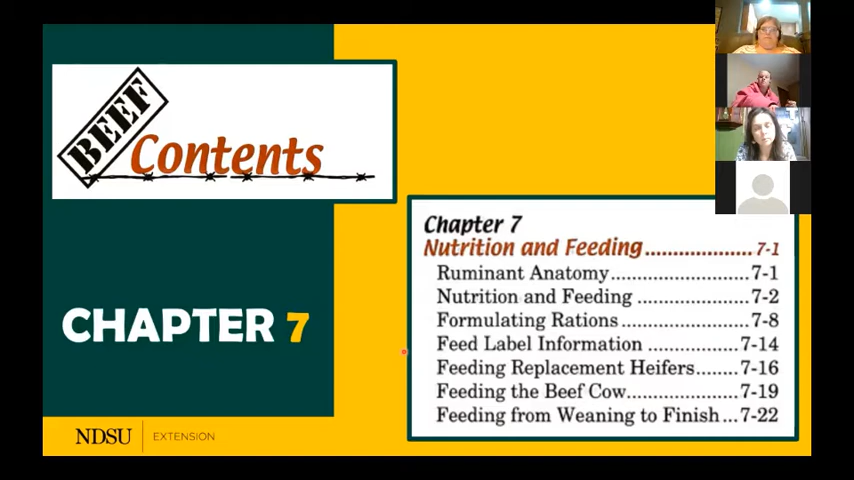 BEEF
Contents
CHAPTER 7
NDSU EXTENSION
Chapter 7
Nutrition and Feeding....................7-1
Ruminant Anatomy.........................7-1
Nutrition and Feeding ....................7-2
Formulating Rations.......................7-8
Feed Label Information ................7-14
Feeding Replacement Heifers........7-16
Feeding the Beef Cow.....................7-19
Feeding from Weaning to Finish...7-22